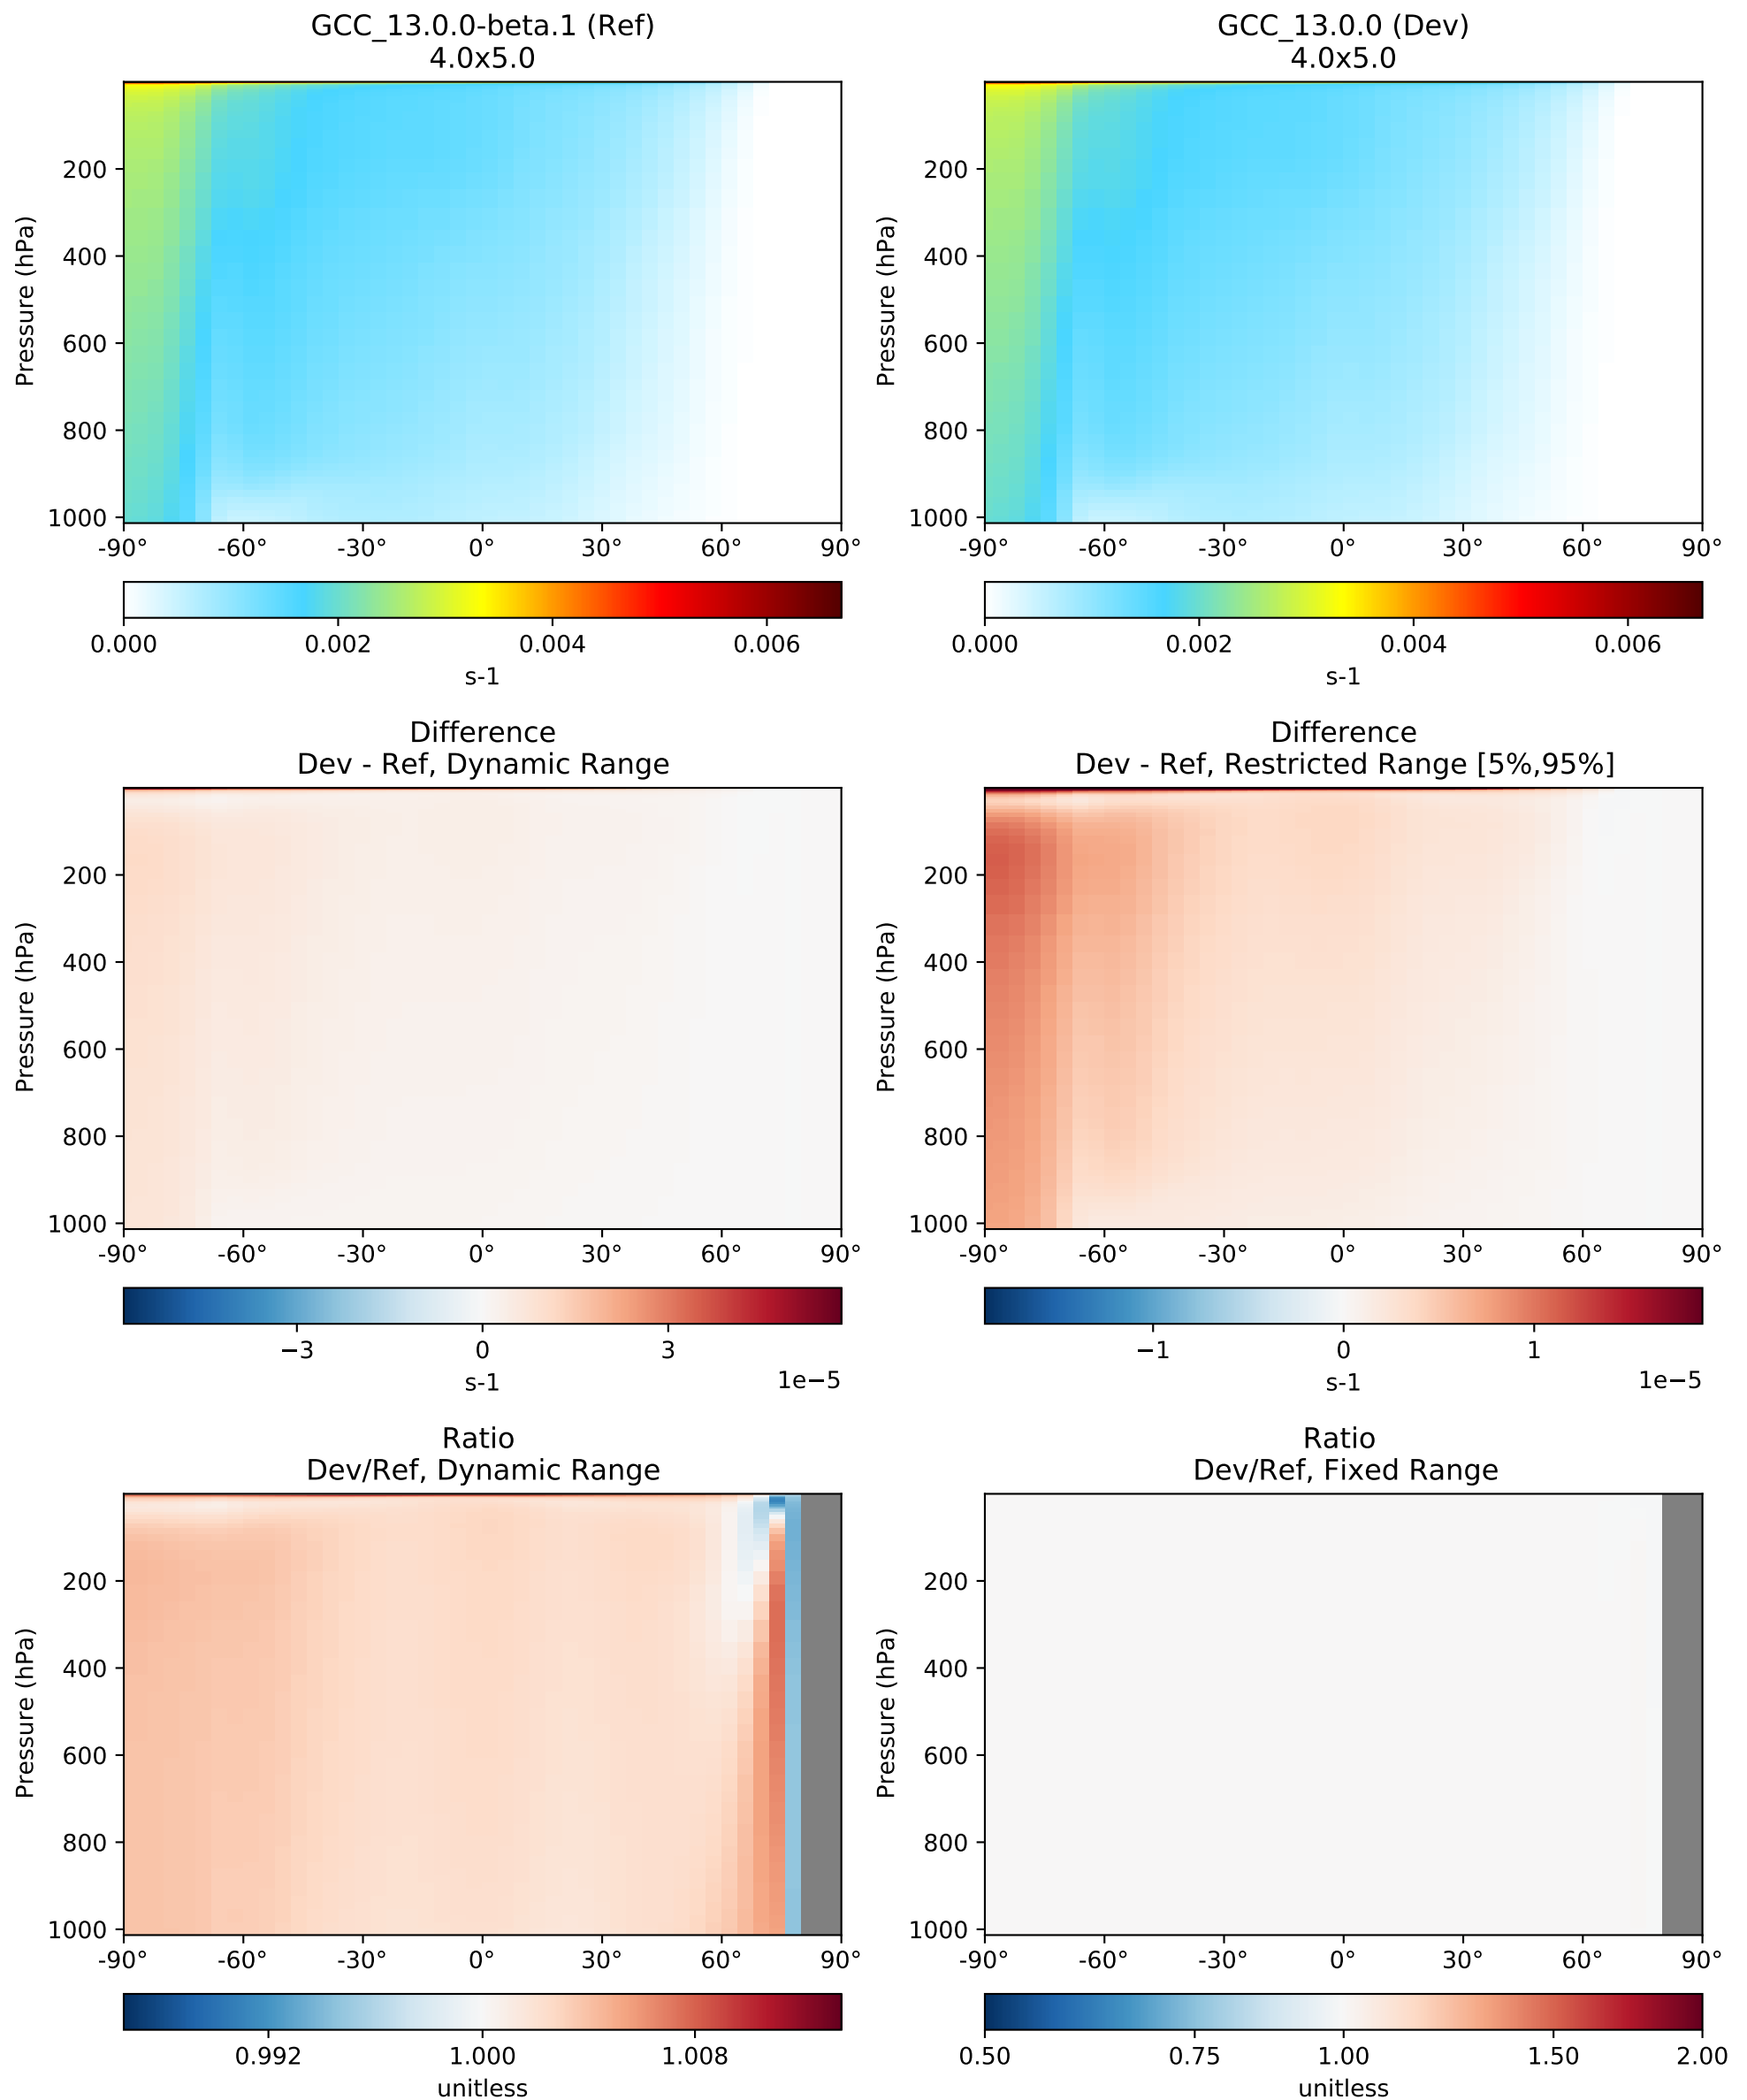 GCC_13.0.0-beta.1 (Ref)
4.0x5.0
Pressure (hPa)
200
400
600
800
1000
-90° -60° -30° 0° 30° 60° 90°
0.000 0.002 0.004 0.006
s-1
GCC_13.0.0 (Dev)
4.0x5.0
Pressure (hPa)
200
400
600
800
1000
-90° -60° -30° 0° 30° 60° 90°
0.000 0.002 0.004 0.006
s-1
Difference
Dev - Ref, Dynamic Range
Pressure (hPa)
200
400
600
800
1000
-90° -60° -30° 0° 30° 60° 90°
−3 0 3
s-1 1e−5
Difference
Dev - Ref, Restricted Range [5%,95%]
Pressure (hPa)
200
400
600
800
1000
-90° -60° -30° 0° 30° 60° 90°
−1 0 1
s-1 1e−5
Ratio
Dev/Ref, Dynamic Range
Pressure (hPa)
200
400
600
800
1000
-90° -60° -30° 0° 30° 60° 90°
0.992 1.000 1.008
unitless
Ratio
Dev/Ref, Fixed Range
Pressure (hPa)
200
400
600
800
1000
-90° -60° -30° 0° 30° 60° 90°
0.50 0.75 1.00 1.50 2.00
unitless